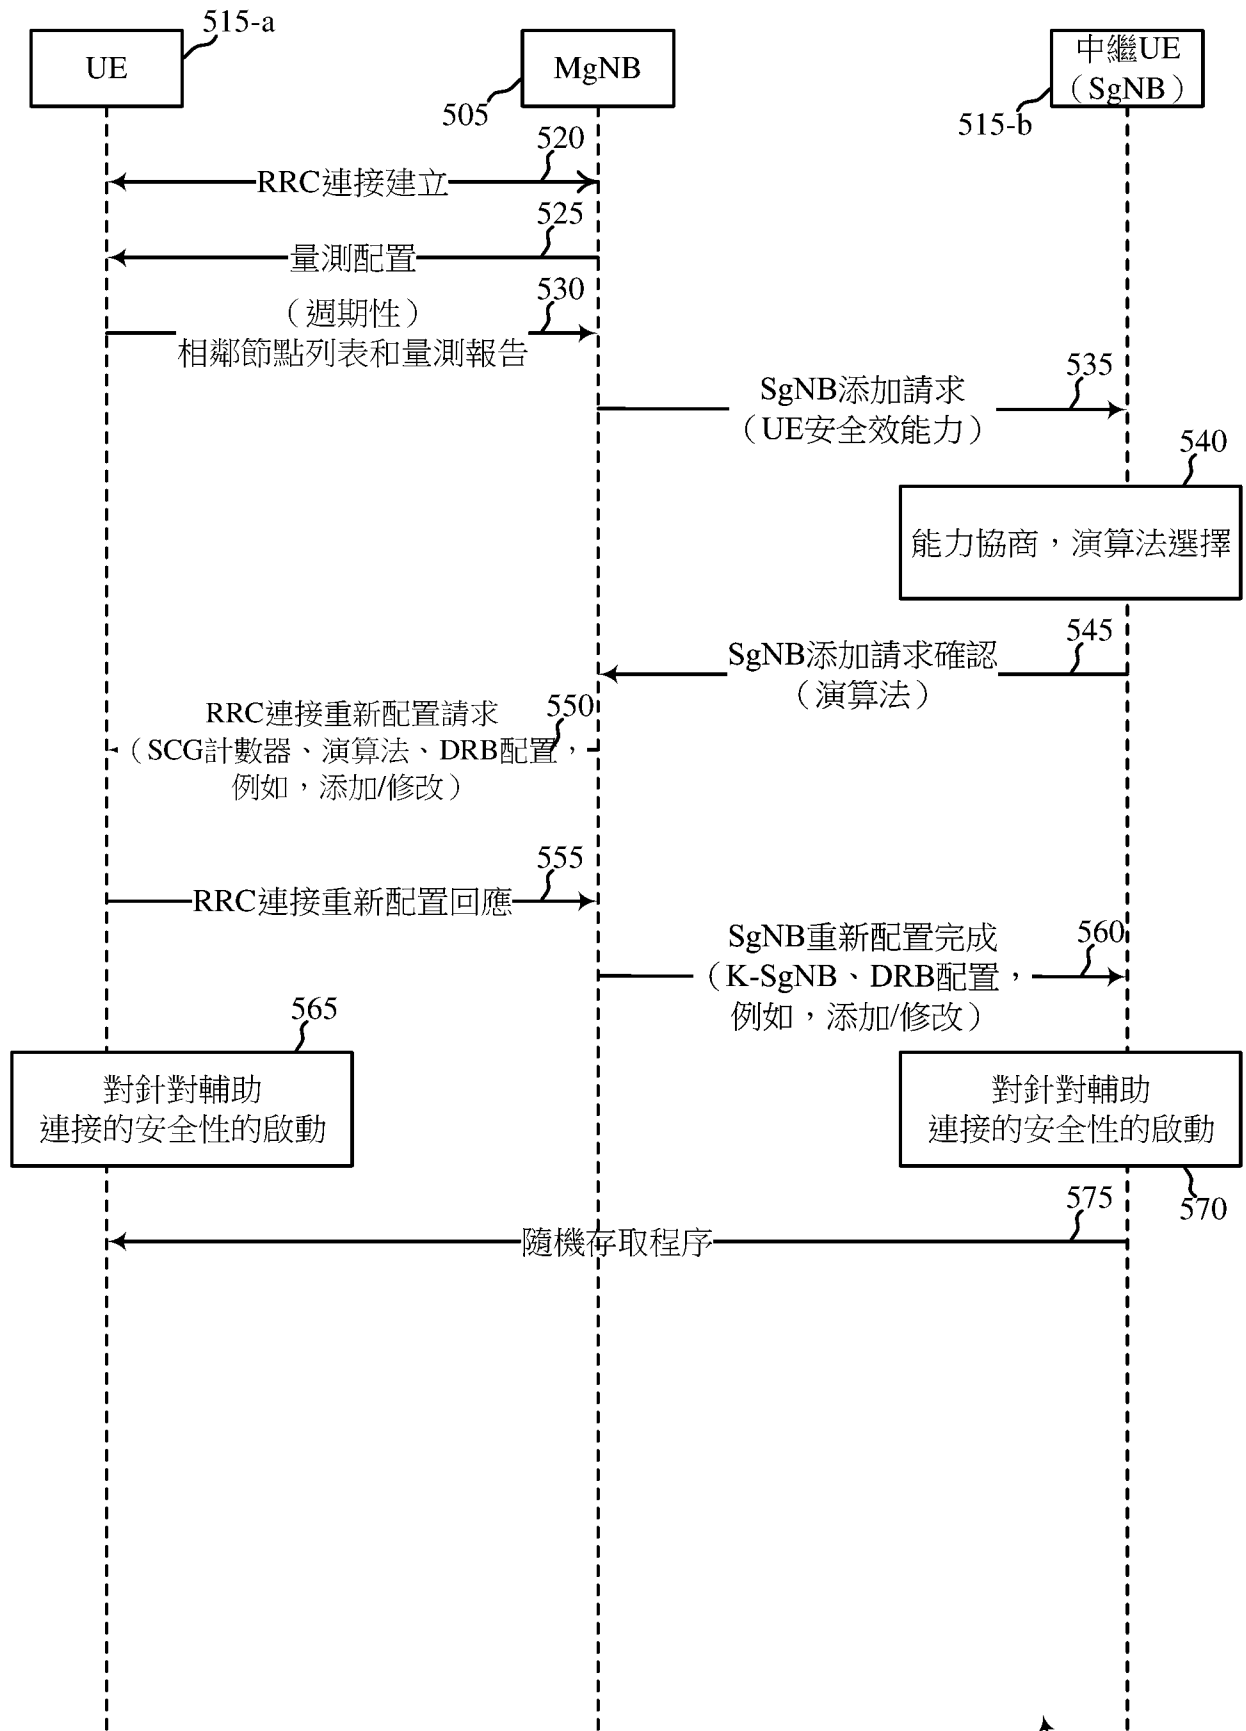 515-a
UE
MgNB
中繼UE
（SgNB）
505
515-b
520
RRC連接建立
525
量測配置
530
（週期性）
相鄰節點列表和量測報告
535
SgNB添加請求
（UE安全效能力）
540
能力協商，演算法選擇
545
SgNB添加請求確認
（演算法）
550
RRC連接重新配置請求
（SCG計數器、演算法、DRB配置，
例如，添加/修改）
555
RRC連接重新配置回應
560
SgNB重新配置完成
（K-SgNB、DRB配置，
例如，添加/修改）
565
對針對輔助
連接的安全性的啟動
對針對輔助
連接的安全性的啟動
570
575
隨機存取程序